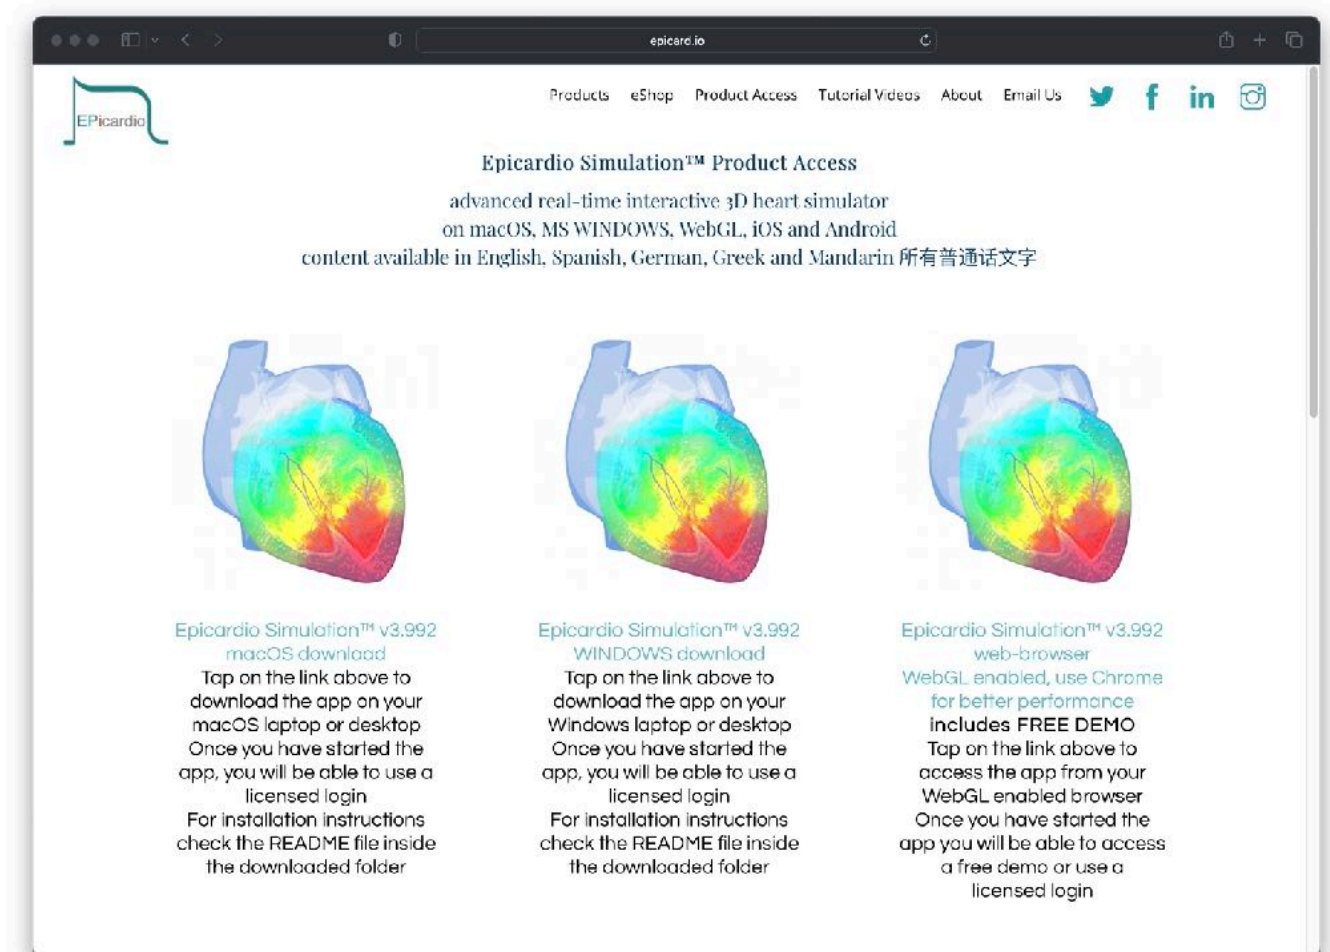 epicard.io
EPicardio
Products eShop Product Access Tutorial Videos About Email Us
Epicardio Simulation™ Product Access
advanced real-time interactive 3D heart simulator
on macOS, MS WINDOWS, WebGL, iOS and Android
content available in English, Spanish, German, Greek and Mandarin 所有普通话文字
Epicardio Simulation™ v3.992
macOS download
Tap on the link above to
download the app on your
macOS laptop or desktop
Once you have started the
app, you will be able to use a
licensed login
For installation instructions
check the README file inside
the downloaded folder
Epicardio Simulation™ v3.992
WINDOWS download
Tap on the link above to
download the app on your
Windows laptop or desktop
Once you have started the
app, you will be able to use a
licensed login
For installation instructions
check the README file inside
the downloaded folder
Epicardio Simulation™ v3.992
web-browser
WebGL enabled, use Chrome
for better performance
includes FREE DEMO
Tap on the link above to
access the app from your
WebGL enabled browser
Once you have started the
app you will be able to access
a free demo or use a
licensed login